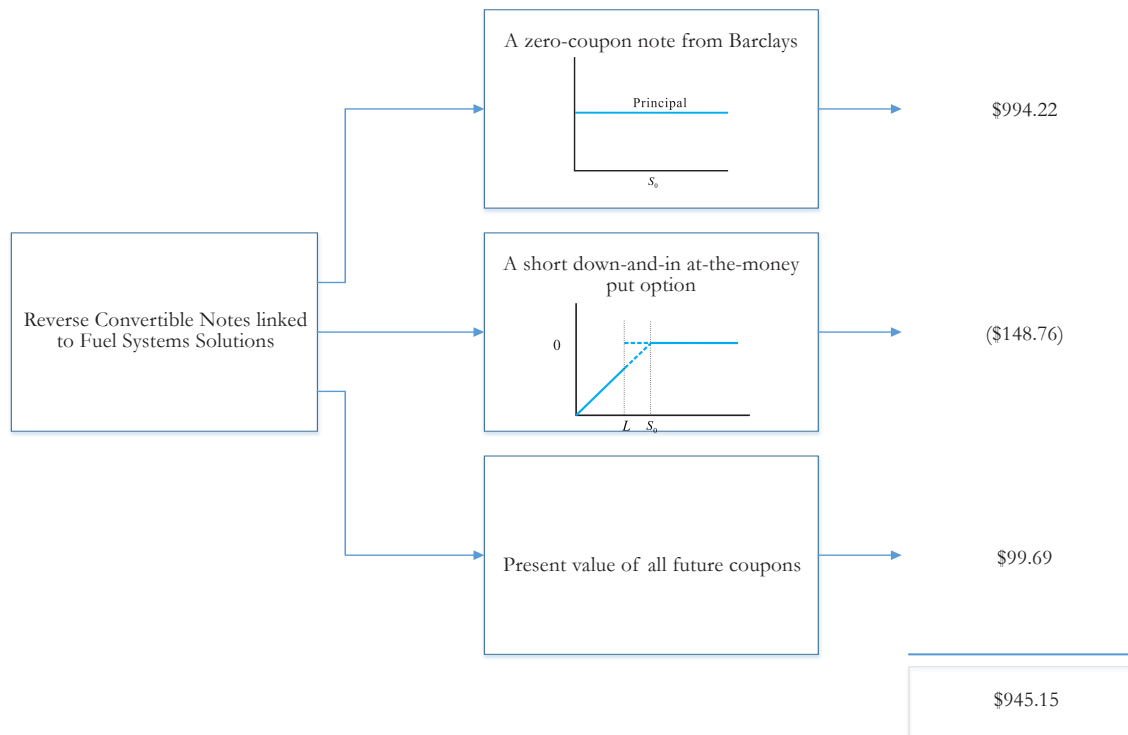 A zero-coupon note from Barclays
Principal
S₀
$994.22
Reverse Convertible Notes linked
to Fuel Systems Solutions
A short down-and-in at-the-money
put option
0
L S₀
($148.76)
Present value of all future coupons
$99.69
$945.15